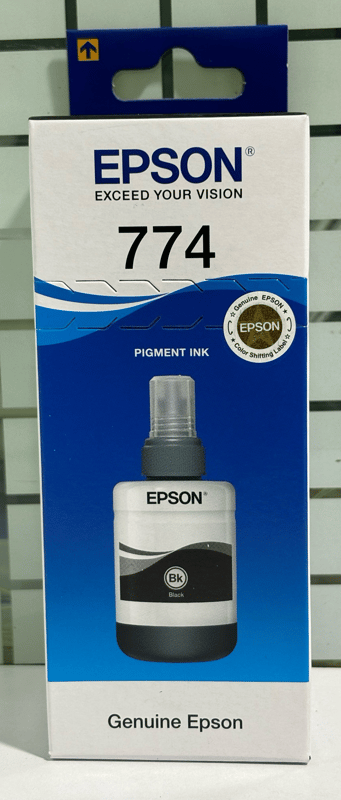 EPSON®
EXCEED YOUR VISION
774
☆ Genuine EPSON ☆
EPSON
☆ Color Shifting Label ☆
PIGMENT INK
EPSON®
Bk
Black
Genuine Epson